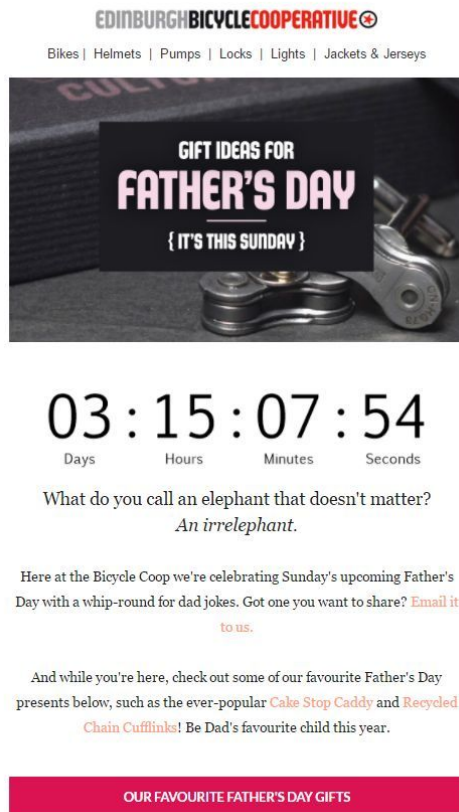 EDINBURGHBICYCLECOOPERATIVE
Bikes | Helmets | Pumps | Locks | Lights | Jackets & Jerseys
GIFT IDEAS FOR
FATHER'S DAY
{ IT'S THIS SUNDAY }
03 : 15 : 07 : 54
Days Hours Minutes Seconds
What do you call an elephant that doesn't matter?
An irrelephant.
Here at the Bicycle Coop we're celebrating Sunday's upcoming Father's
Day with a whip-round for dad jokes. Got one you want to share? Email it
to us.
And while you're here, check out some of our favourite Father's Day
presents below, such as the ever-popular Cake Stop Caddy and Recycled
Chain Cufflinks! Be Dad's favourite child this year.
OUR FAVOURITE FATHER'S DAY GIFTS